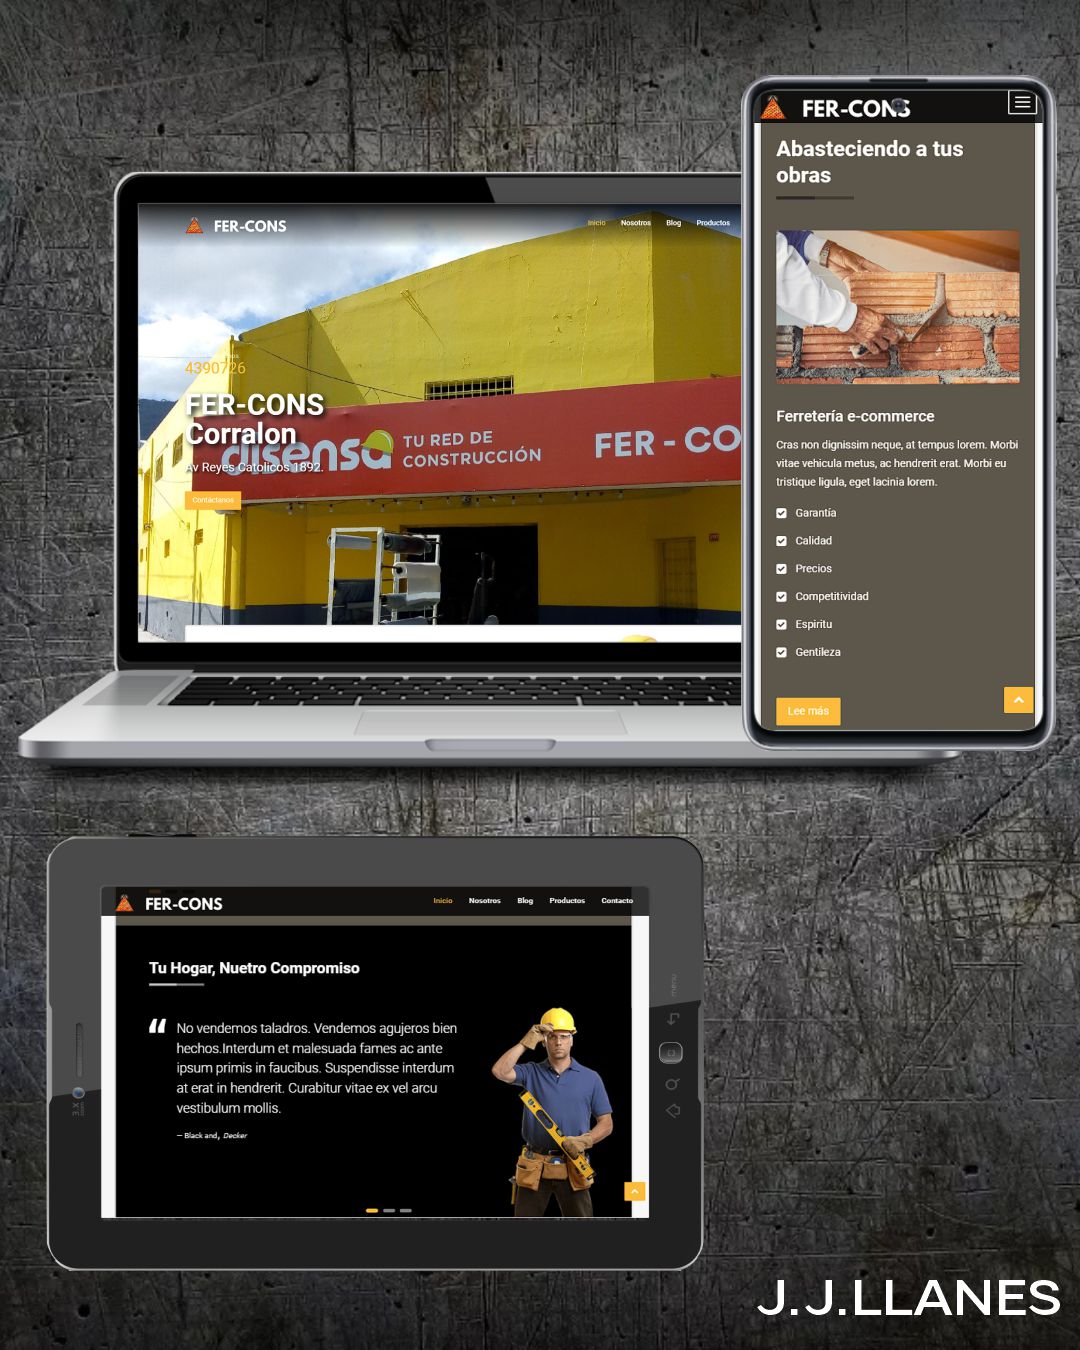 FER-CONS
Inicio Nosotros Blog Productos
4390726
FER-CONS
Corralon
Av Reyes Catolicos 1892.
Contáctanos
disensa TU RED DE
CONSTRUCCIÓN
FER - CO
FER-CONS
Abasteciendo a tus
obras
Ferretería e-commerce
Cras non dignissim neque, at tempus lorem. Morbi
vitae vehicula metus, ac hendrerit erat. Morbi eu
tristique ligula, eget lacinia lorem.
Garantía
Calidad
Precios
Competitividad
Espiritu
Gentileza
Lee más
FER-CONS
Inicio Nosotros Blog Productos Contacto
Tu Hogar, Nuetro Compromiso
“ No vendemos taladros. Vendemos agujeros bien
hechos.Interdum et malesuada fames ac ante
ipsum primis in faucibus. Suspendisse interdum
at erat in hendrerit. Curabitur vitae ex vel arcu
vestibulum mollis.
— Black and, Decker
menu
J.J.LLANES